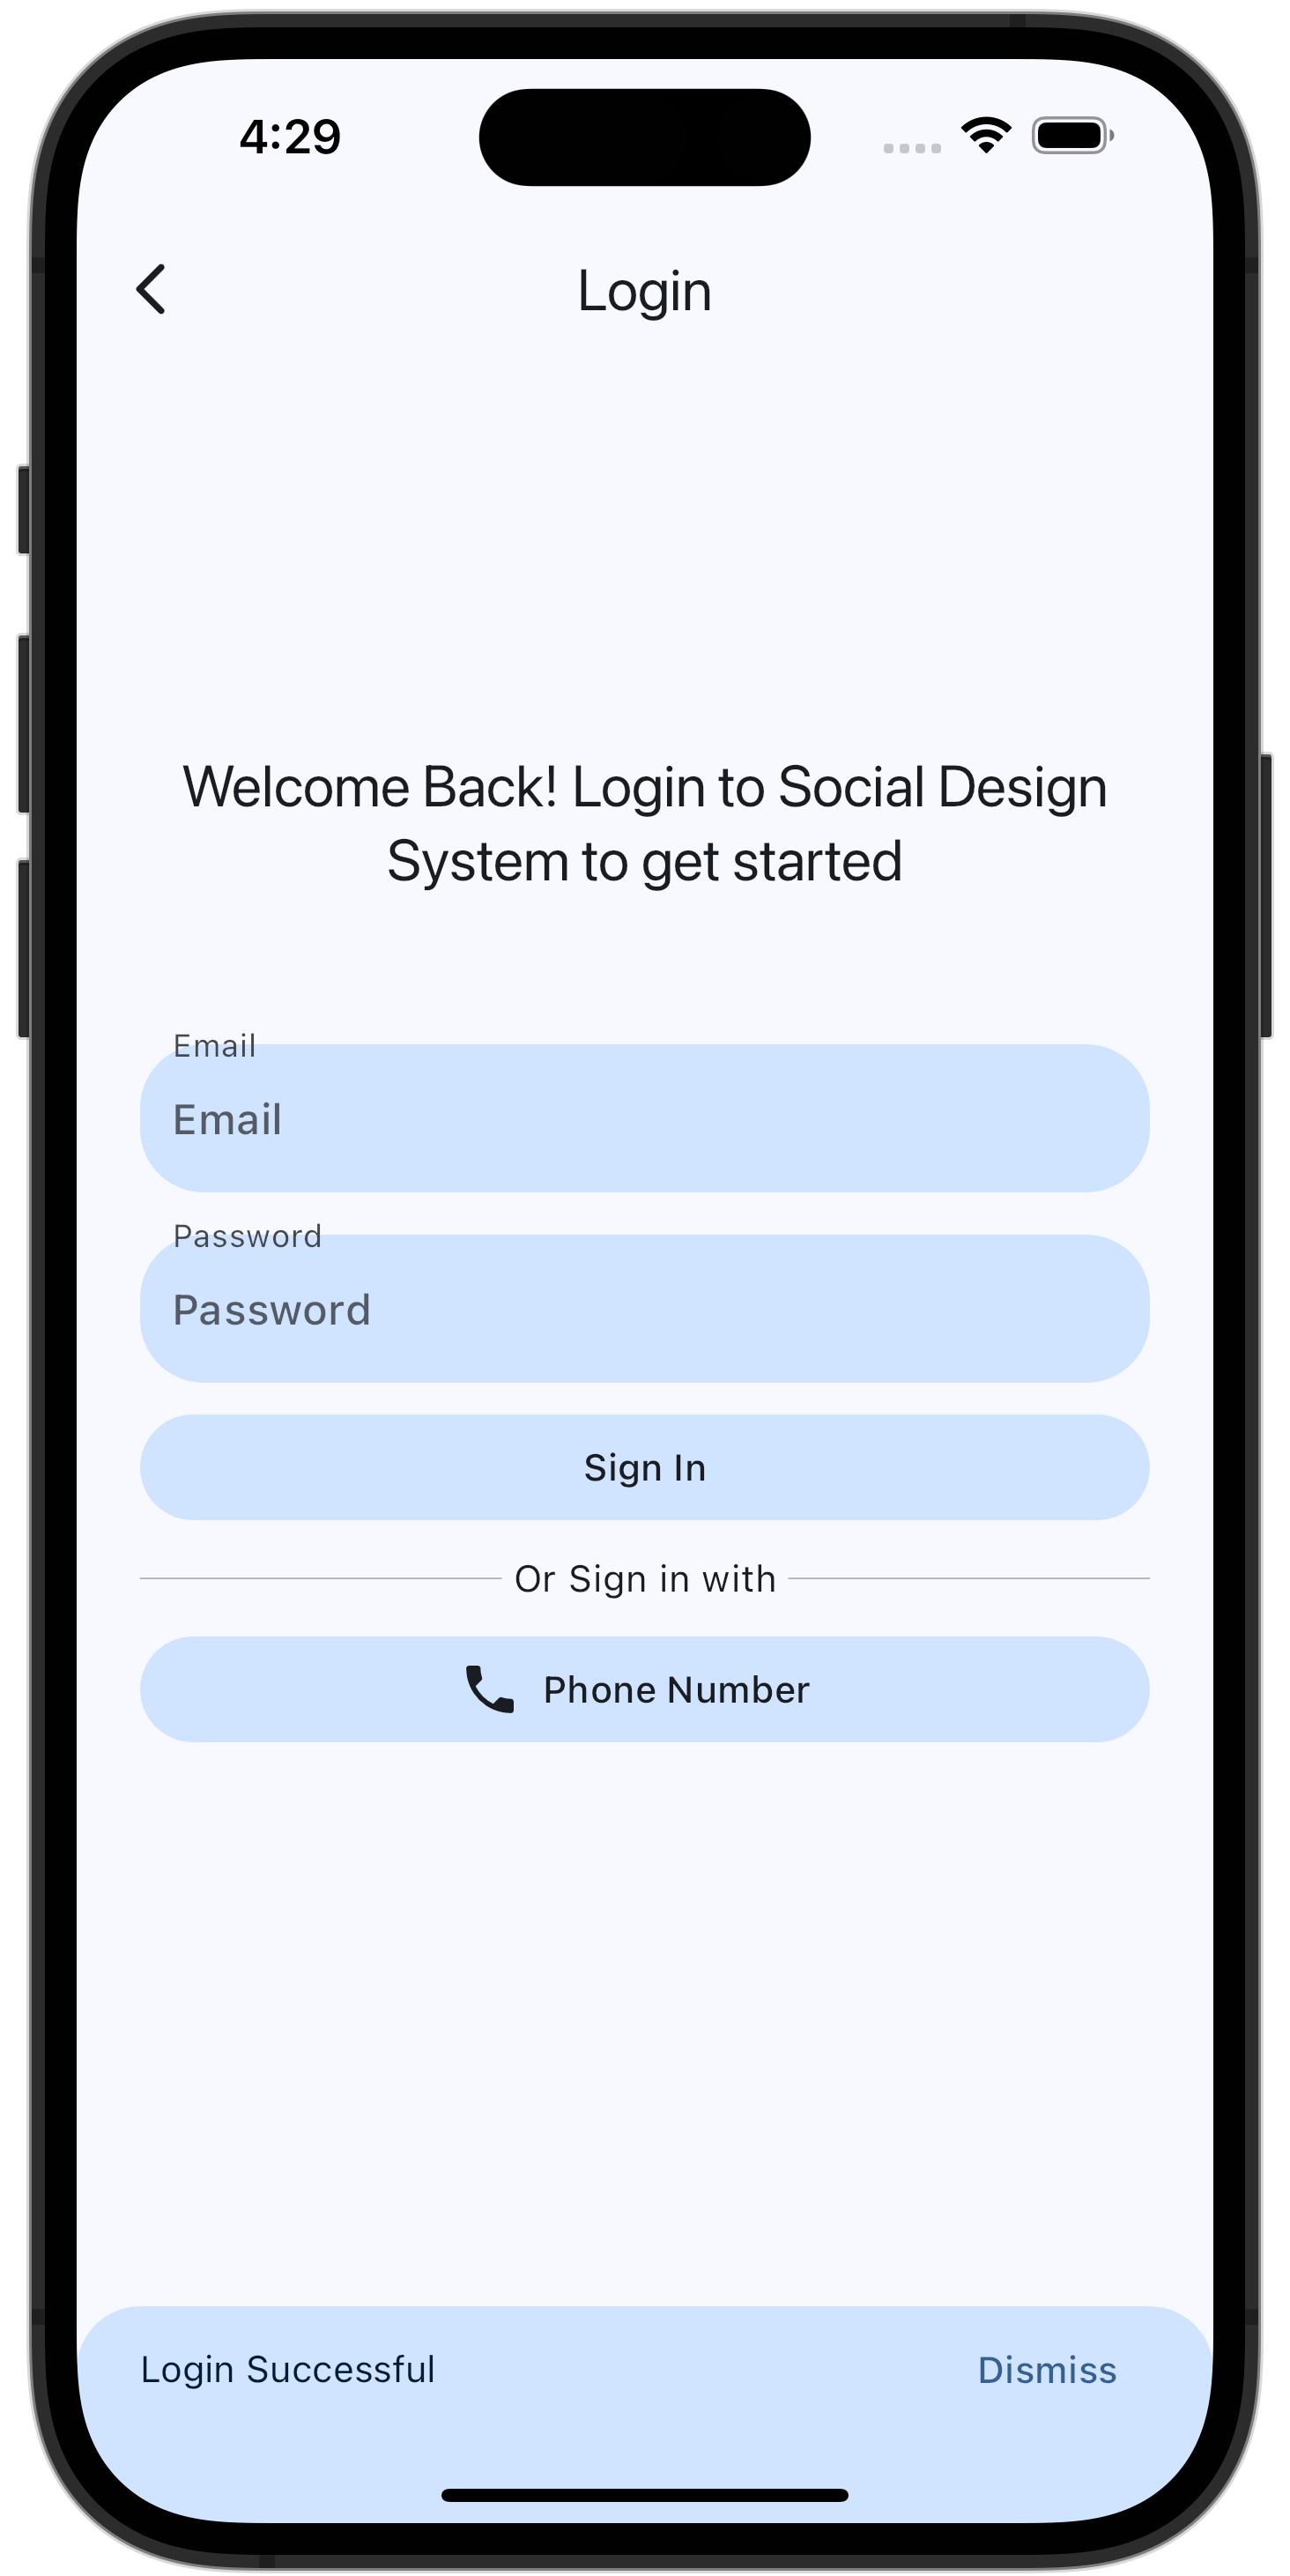 4:29
Login
Welcome Back! Login to Social Design
System to get started
Email
Email
Password
Password
Sign In
Or Sign in with
Phone Number
Login Successful
Dismiss